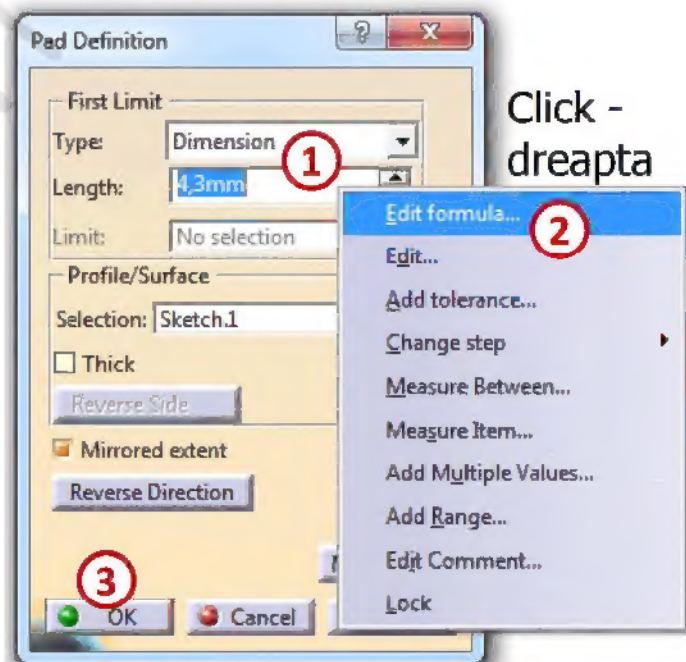 Pad Definition
First Limit
Type: Dimension
1
Length: 4,3mm
Limit: No selection
Profile/Surface
Selection: Sketch.1
Thick
Reverse Side
Mirrored extent
Reverse Direction
3
OK Cancel
Click -
dreapta
Edit formula...
2
Edit...
Add tolerance...
Change step
Measure Between...
Measure Item...
Add Multiple Values...
Add Range...
Edit Comment...
Lock